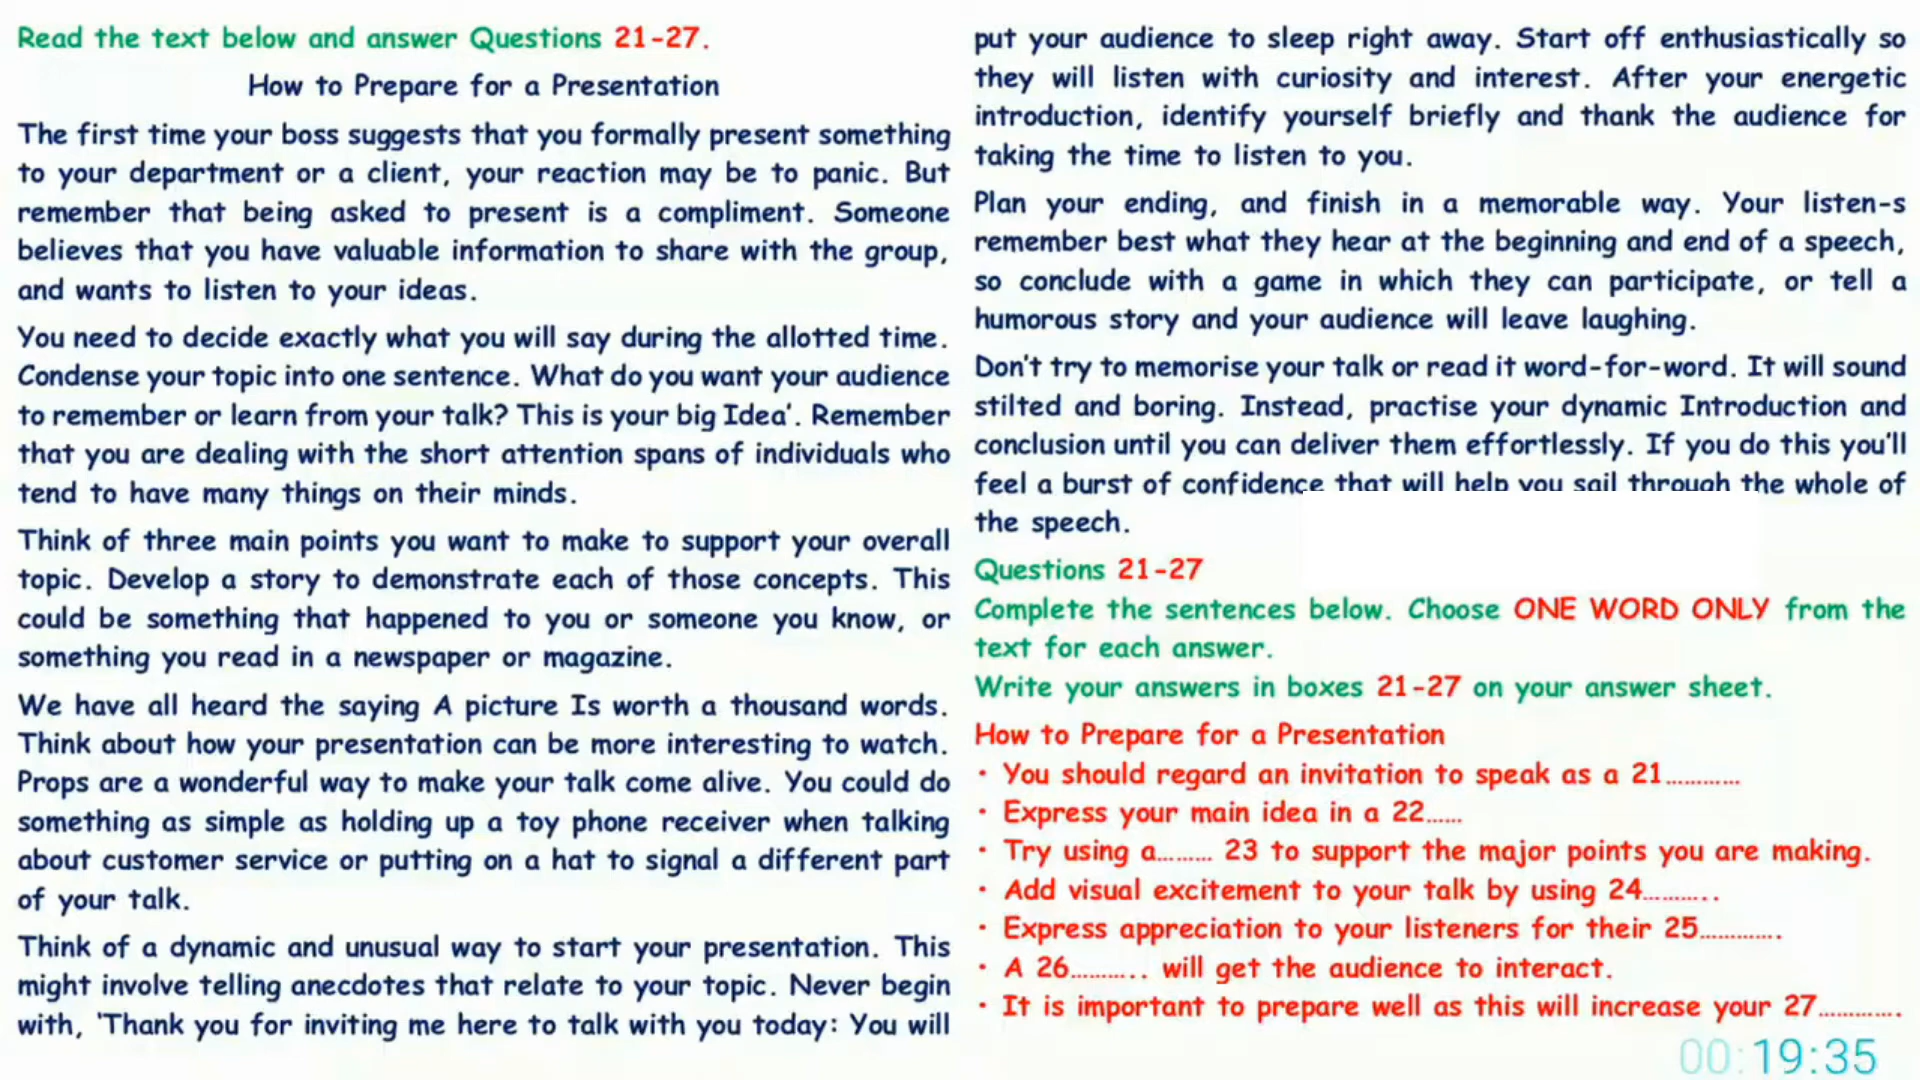 Read the text below and answer Questions 21-27.
How to Prepare for a Presentation
The first time your boss suggests that you formally present something
to your department or a client, your reaction may be to panic. But
remember that being asked to present is a compliment. Someone
believes that you have valuable information to share with the group,
and wants to listen to your ideas.
You need to decide exactly what you will say during the allotted time.
Condense your topic into one sentence. What do you want your audience
to remember or learn from your talk? This is your big Idea'. Remember
that you are dealing with the short attention spans of individuals who
tend to have many things on their minds.
Think of three main points you want to make to support your overall
topic. Develop a story to demonstrate each of those concepts. This
could be something that happened to you or someone you know, or
something you read in a newspaper or magazine.
We have all heard the saying A picture Is worth a thousand words.
Think about how your presentation can be more interesting to watch.
Props are a wonderful way to make your talk come alive. You could do
something as simple as holding up a toy phone receiver when talking
about customer service or putting on a hat to signal a different part
of your talk.
Think of a dynamic and unusual way to start your presentation. This
might involve telling anecdotes that relate to your topic. Never begin
with, 'Thank you for inviting me here to talk with you today: You will
put your audience to sleep right away. Start off enthusiastically so
they will listen with curiosity and interest. After your energetic
introduction, identify yourself briefly and thank the audience for
taking the time to listen to you.
Plan your ending, and finish in a memorable way. Your listen-s
remember best what they hear at the beginning and end of a speech,
so conclude with a game in which they can participate, or tell a
humorous story and your audience will leave laughing.
Don't try to memorise your talk or read it word-for-word. It will sound
stilted and boring. Instead, practise your dynamic Introduction and
conclusion until you can deliver them effortlessly. If you do this you'll
feel a burst of confidence that will help you sail through the whole of
the speech.
Questions 21-27
Complete the sentences below. Choose ONE WORD ONLY from the
text for each answer.
Write your answers in boxes 21-27 on your answer sheet.
How to Prepare for a Presentation
• You should regard an invitation to speak as a 21............
• Express your main idea in a 22......
• Try using a......... 23 to support the major points you are making.
• Add visual excitement to your talk by using 24...........
• Express appreciation to your listeners for their 25.............
• A 26........... will get the audience to interact.
• It is important to prepare well as this will increase your 27.............
00:19:35